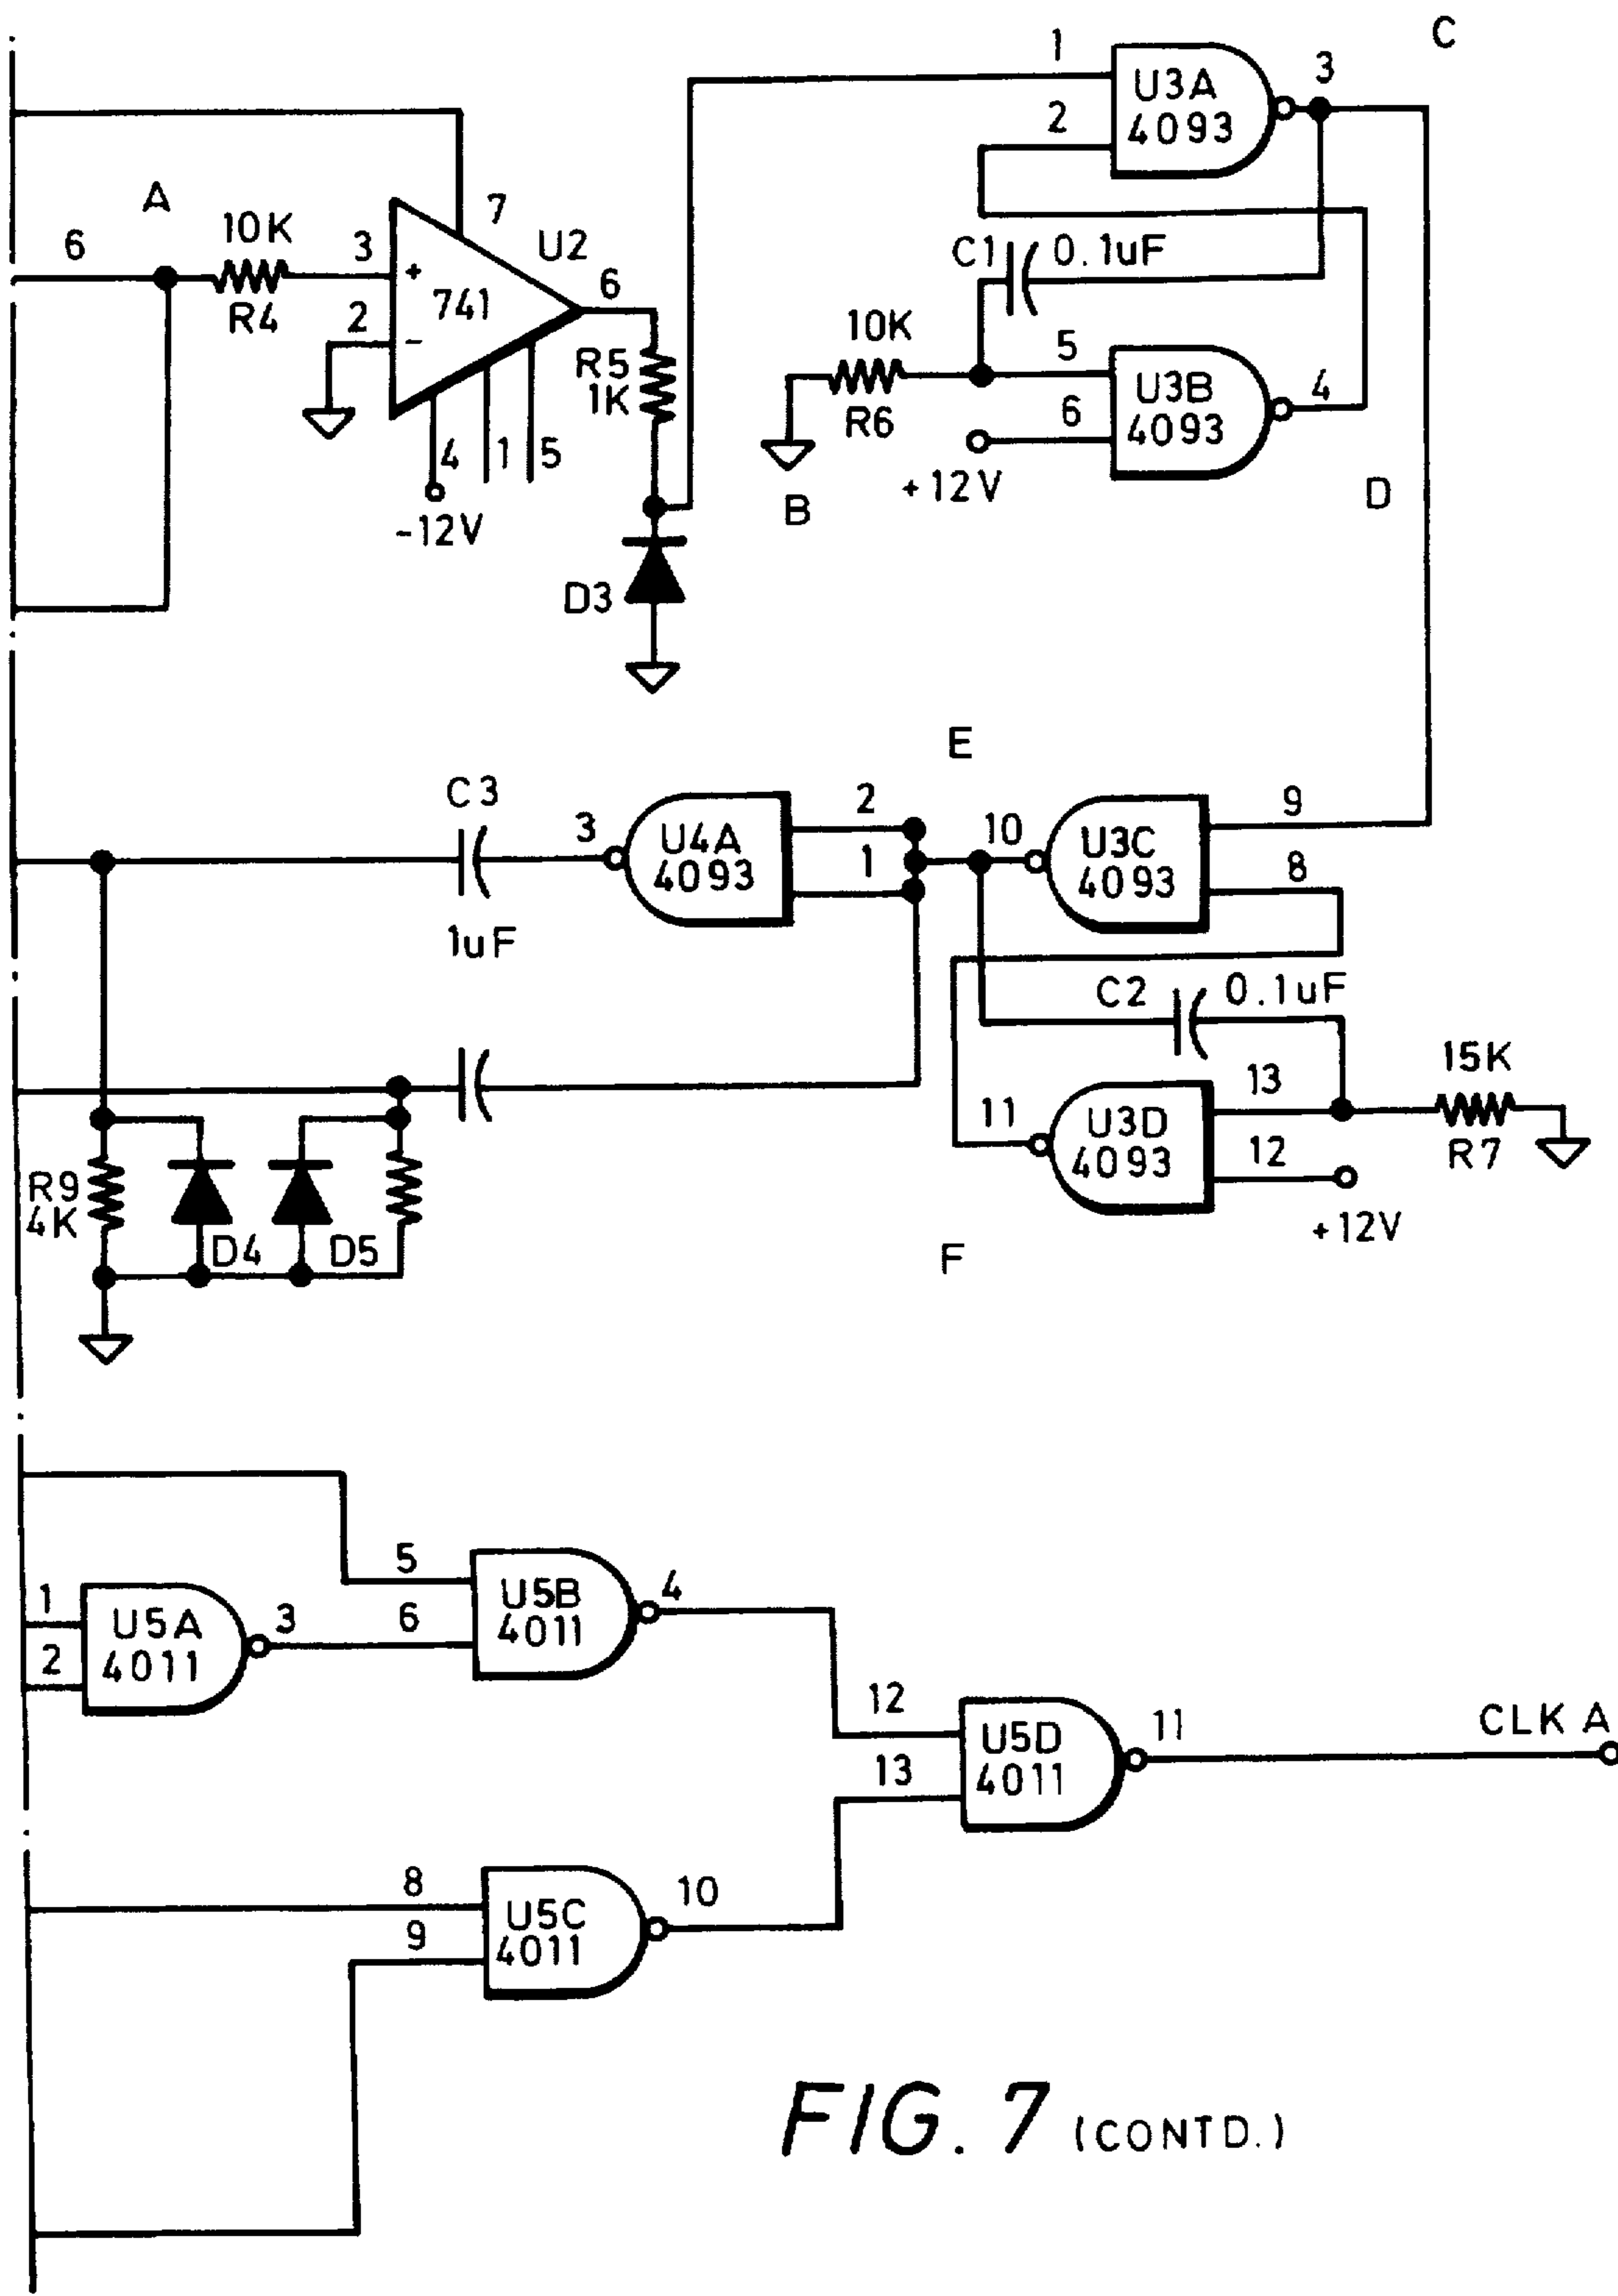 C
1
U3A
3
4093
2
A
7
10K
6
3
U2
+
6
R4
741
C1
0.1uF
2
-
10K
R5
5
U3B
4
1K
R6
6
4093
4
1
5
+12V
D
-12V
B
D3
E
C3
2
9
3
U4A
10
U3C
4093
1
4093
8
1uF
C2
0.1uF
15K
13
11
U3D
R9
4093
12
R7
4K
D4
D5
+12V
F
5
U5B
4
1
U5A
3
6
4011
2
4011
12
U5D
11
CLK A
13
4011
8
U5C
10
9
4011
FIG. 7 (CONTD.)